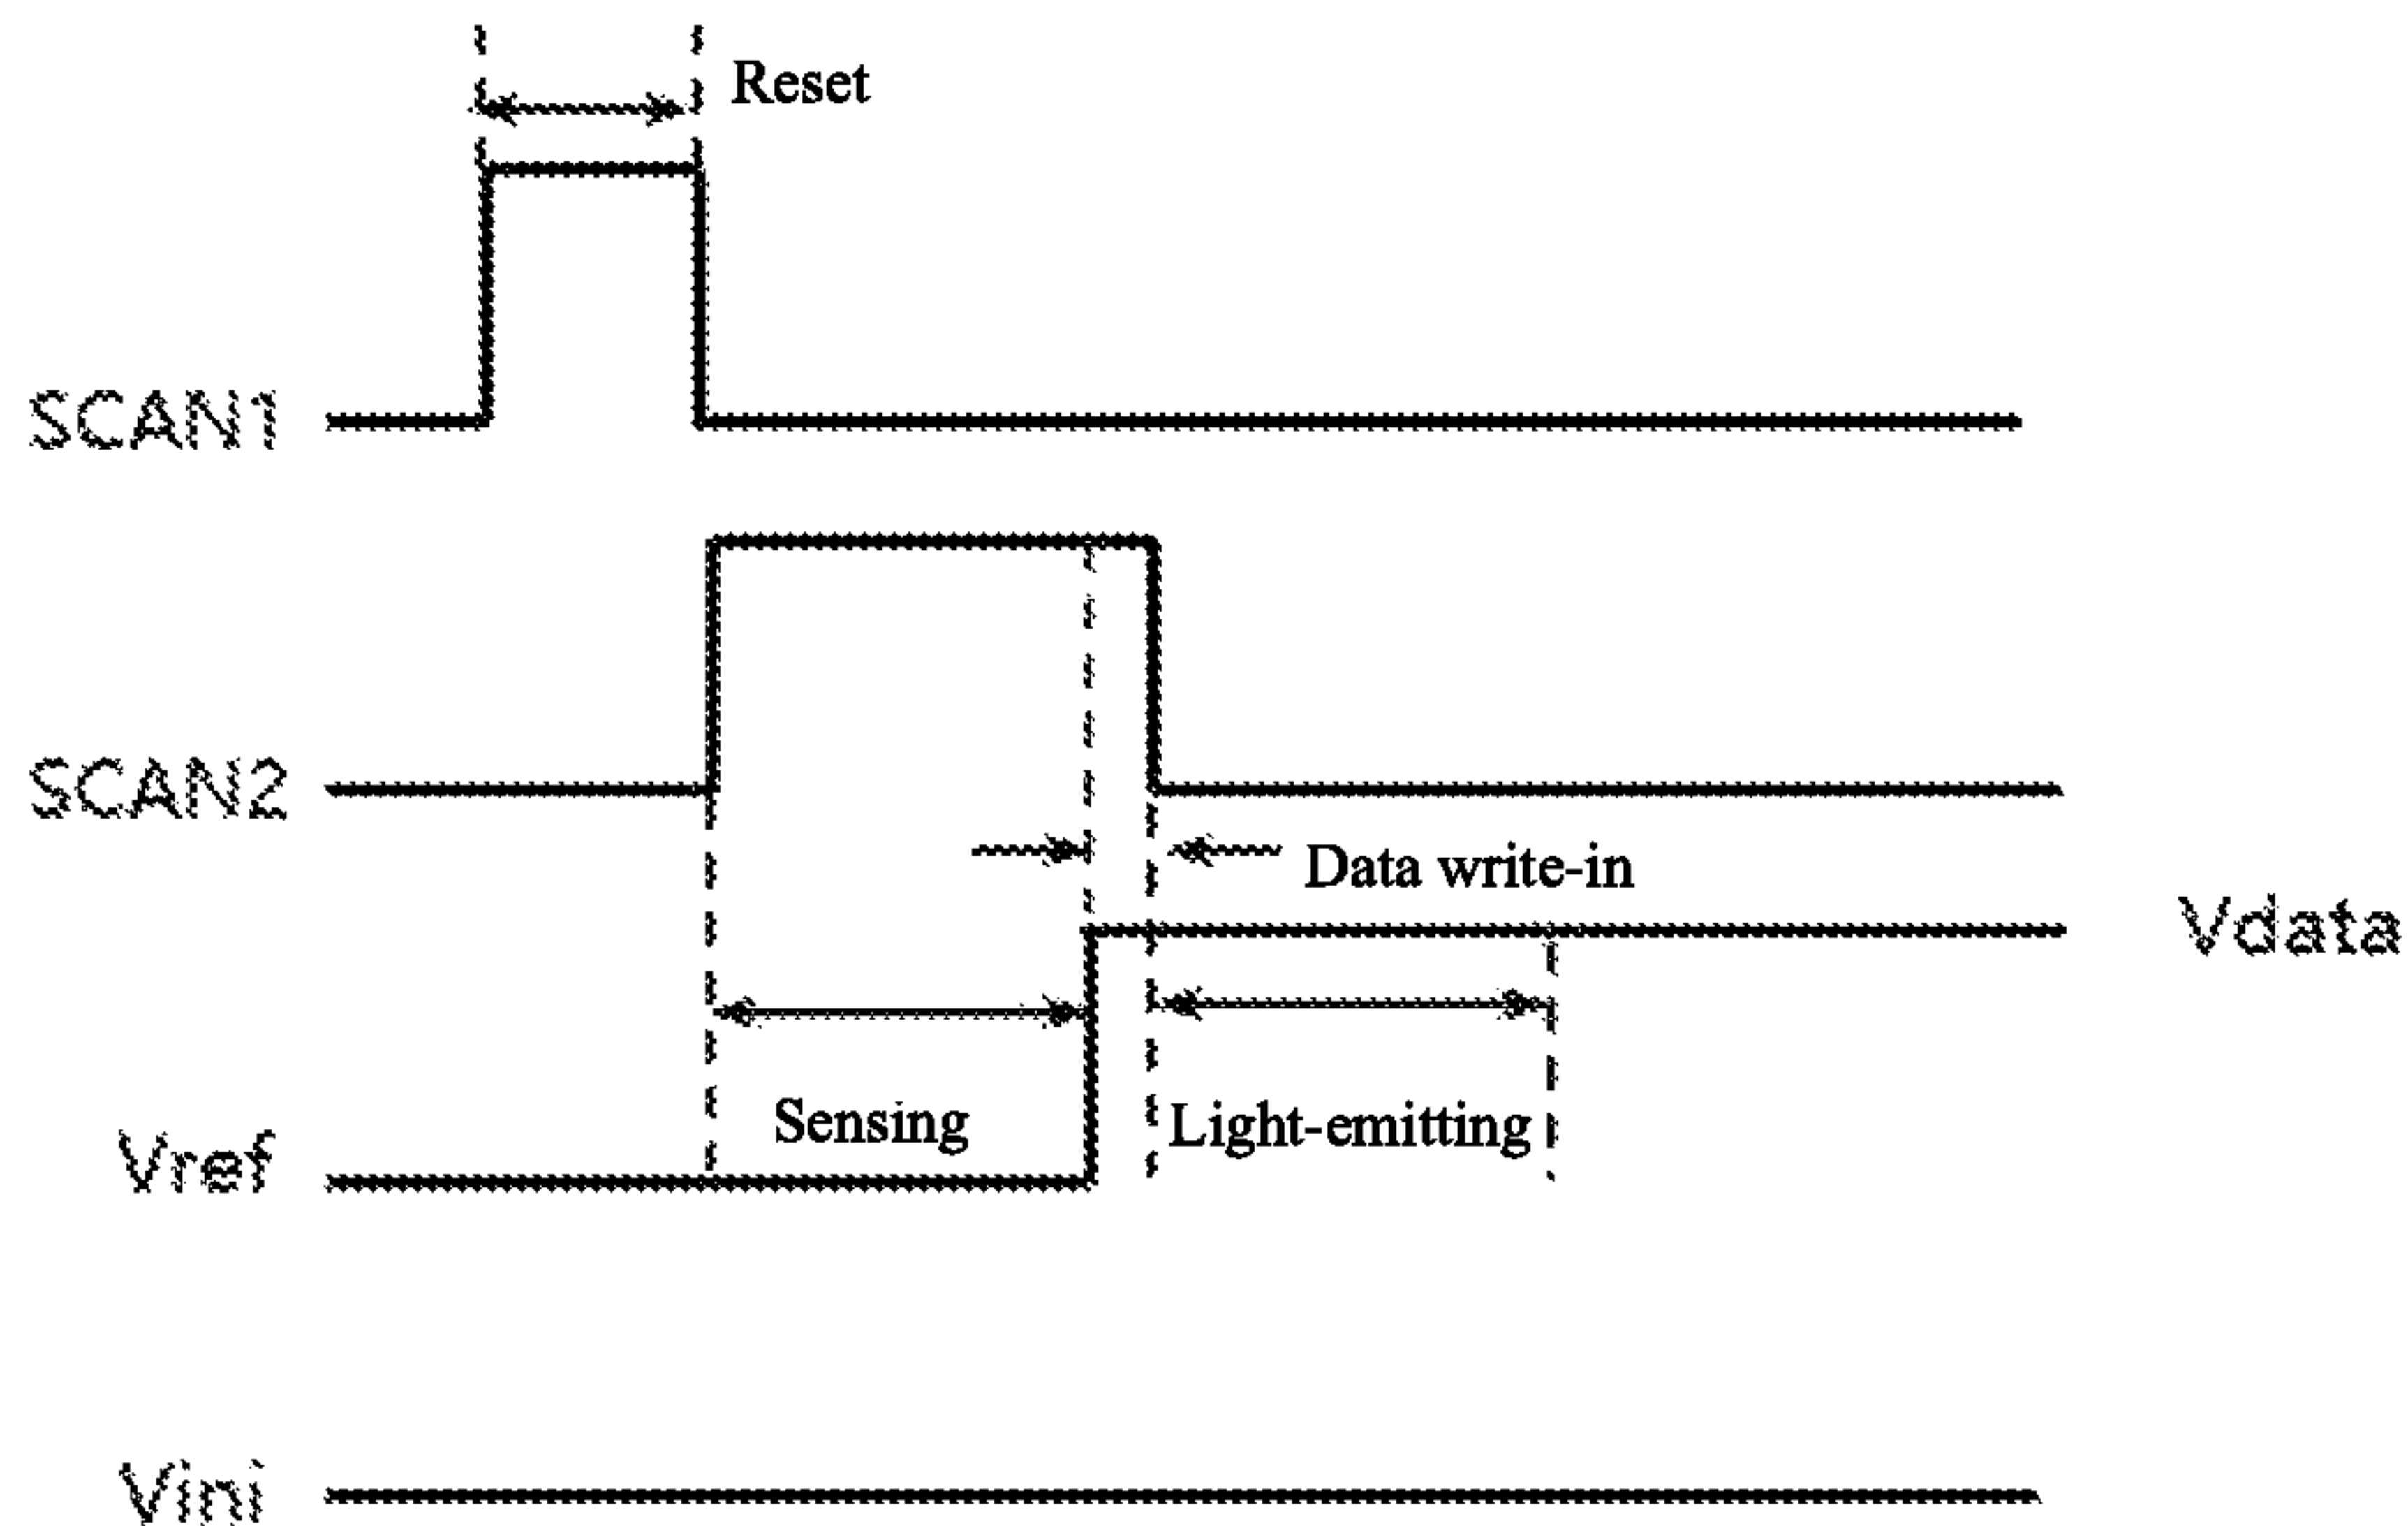 Reset
SCAN1
SCAN2
Data write-in
Vdata
Sensing
Light-emitting
Vref
Vini